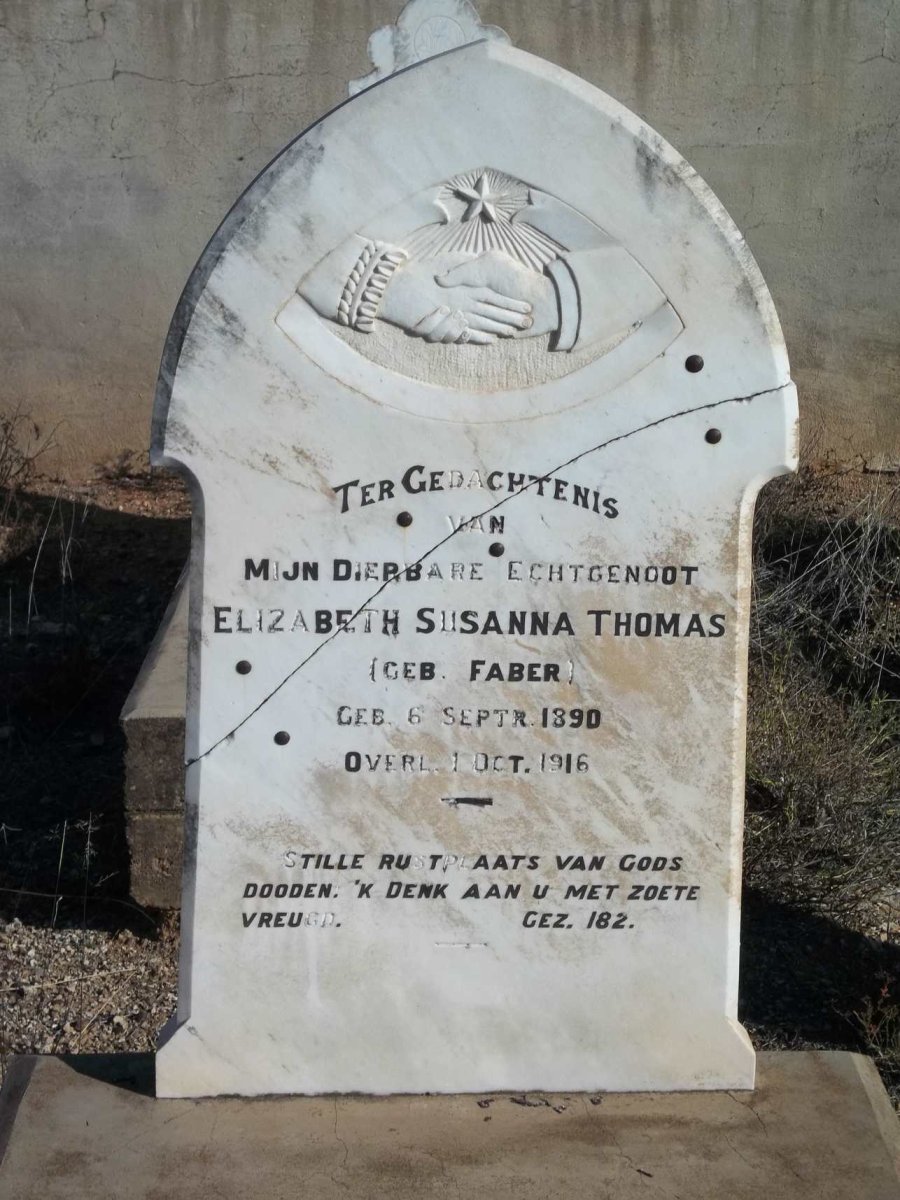 TER GEDACHTENIS
VAN
MIJN DIERBARE ECHTGENOOT
ELIZABETH SUSANNA THOMAS
(GEB. FABER)
GEB. 6 SEPTR. 1890
OVERL. 1 OCT. 1916
STILLE RUSTPLAATS VAN GODS
DOODEN: 'K DENK AAN U MET ZOETE
VREUGD. GEZ. 182.